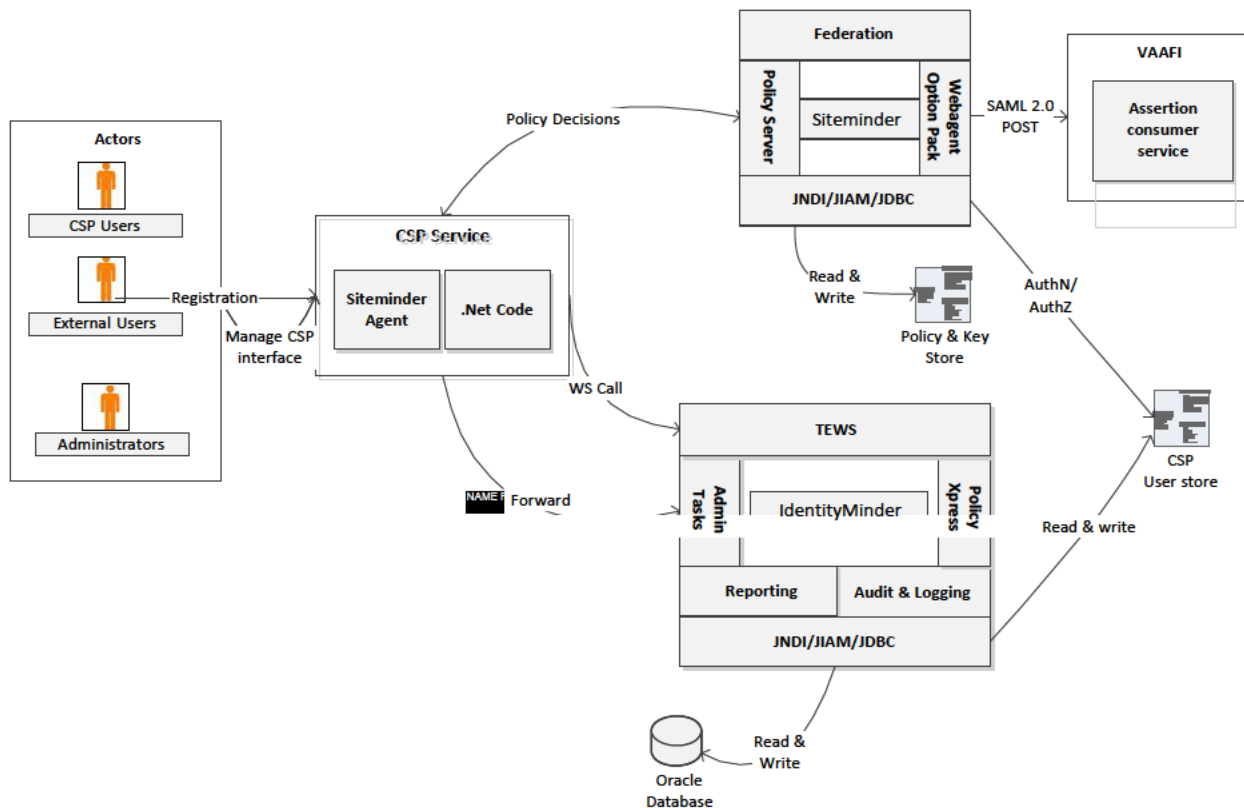 Federation
Policy Server
Siteminder
Webagent
Option Pack
JNDI/JIAM/JDBC
SAML 2.0
POST
VAAFI
Assertion
consumer
service
Policy Decisions
Actors
CSP Users
External Users
Administrators
Registration
Manage CSP
interface
CSP Service
Siteminder
Agent
.Net Code
Read &
Write
Policy & Key
Store
AuthN/
AuthZ
WS Call
NAME
Forward
TEWS
Admin
Tasks
IdentityMinder
Policy
Xpress
Reporting
Audit & Logging
JNDI/JIAM/JDBC
CSP
User store
Read & write
Read &
Write
Oracle
Database